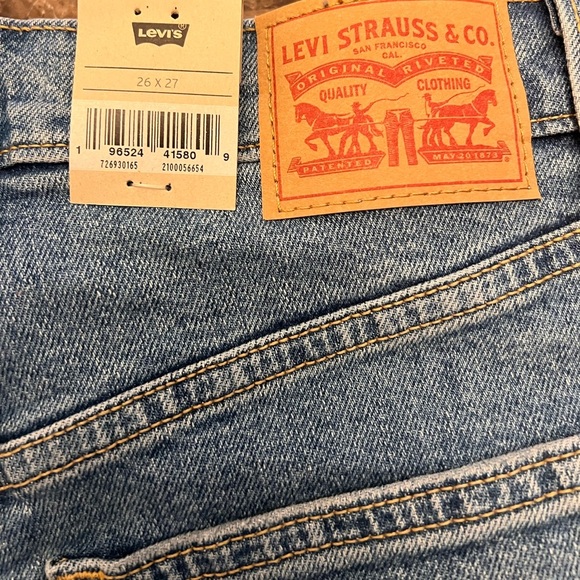 LEVI'S
26 X 27
1 96524 41580 9
726930165 2100056654
LEVI STRAUSS & CO.
SAN FRANCISCO
CAL.
ORIGINAL RIVETED
QUALITY CLOTHING
PATENTED MAY 20 1873